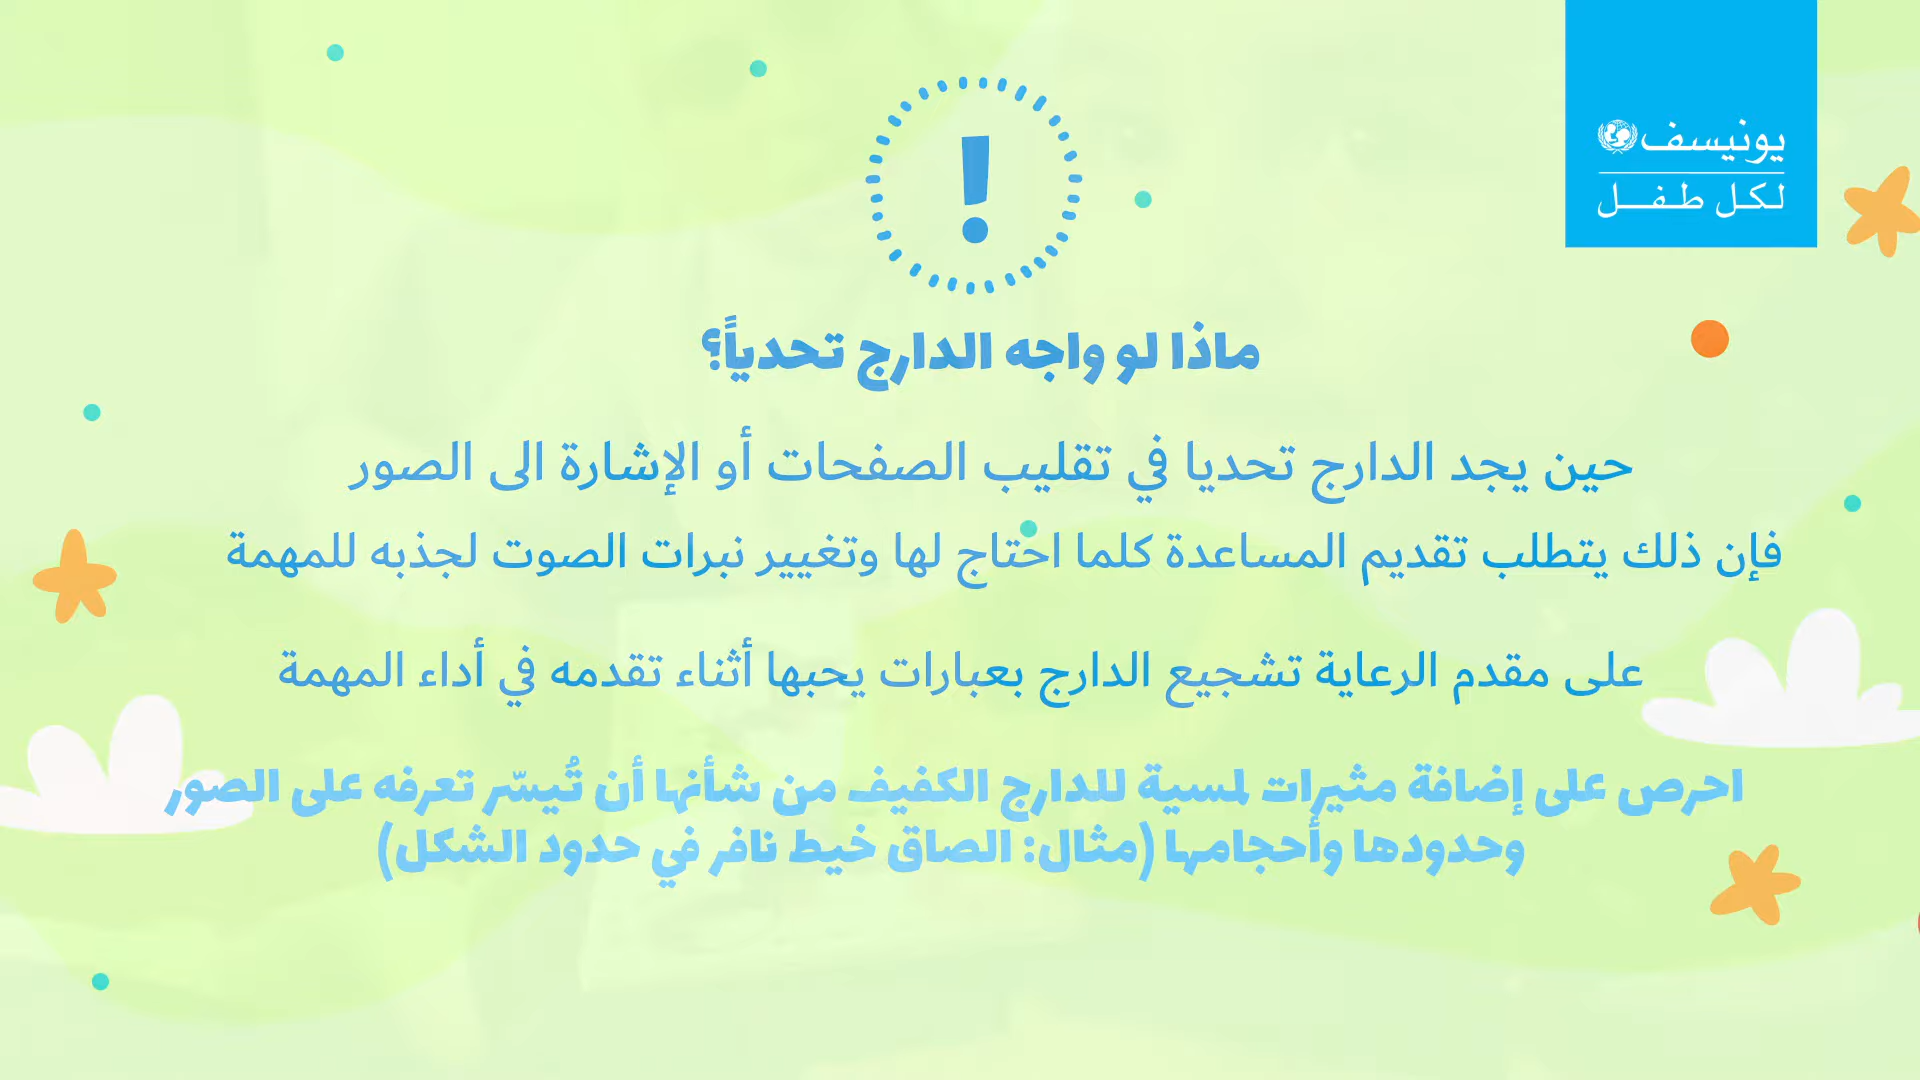 يونيسف
لكل طفل
!
ماذا لو واجه الدارج تحدياً؟
حين يجد الدارج تحديا في تقليب الصفحات أو الإشارة الى الصور
فإن ذلك يتطلب تقديم المساعدة كلما احتاج لها وتغيير نبرات الصوت لجذبه للمهمة
على مقدم الرعاية تشجيع الدارج بعبارات يحبها أثناء تقدمه في أداء المهمة
احرص على إضافة مثيرات لمسية للدارج الكفيف من شأنها أن تُيسّر تعرفه على الصور
وحدودها وأحجامها (مثال: الصاق خيط نافر في حدود الشكل)